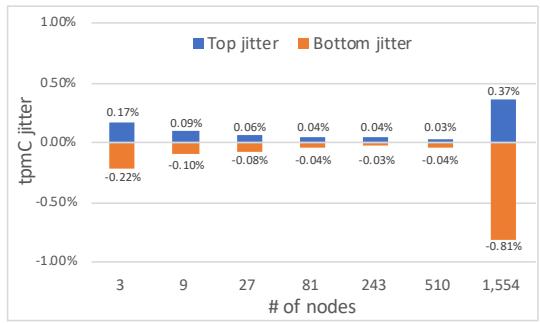 1.00%
Top jitter Bottom jitter
0.50%
0.17% 0.09% 0.06% 0.04% 0.04% 0.03% 0.37%
0.00%
-0.22% -0.10% -0.08% -0.04% -0.03% -0.04% -0.81%
-0.50%
-1.00%
tpmC jitter
3 9 27 81 243 510 1,554
# of nodes